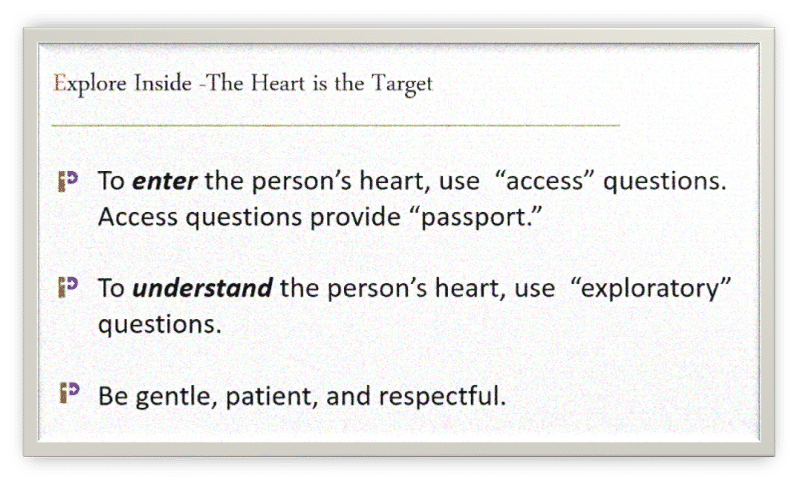 Explore Inside -The Heart is the Target
To enter the person’s heart, use “access” questions.
Access questions provide “passport.”
To understand the person’s heart, use “exploratory”
questions.
Be gentle, patient, and respectful.